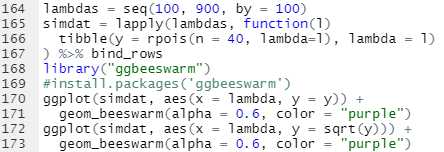 164 lambdas = seq(100, 900, by = 100)
165 simdat = lapply(lambdas, function(l)
166   tibble(y = rpois(n = 40, lambda=l), lambda = l)
167 ) %>% bind_rows
168 library("ggbeeswarm")
169 #install.packages('ggbeeswarm')
170 ggplot(simdat, aes(x = lambda, y = y)) +
171   geom_beeswarm(alpha = 0.6, color = "purple")
172 ggplot(simdat, aes(x = lambda, y = sqrt(y))) +
173   geom_beeswarm(alpha = 0.6, color = "purple")